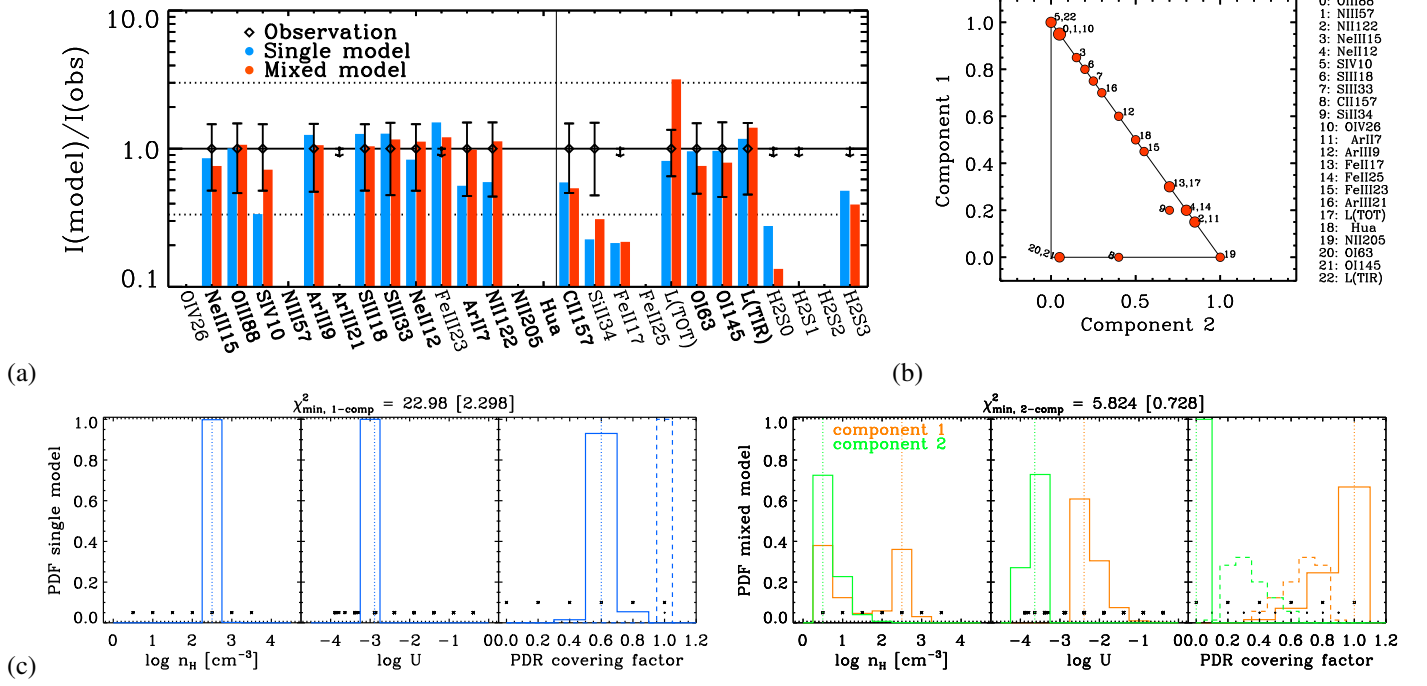 10.0
1.0
0.1
I(model)/I(obs)
Observation
Single model
Mixed model
OIV26
NeIII15
OIII88
SIV10
NIII57
ArIII9
ArIII21
SIII18
SIII33
NeII12
FeIII23
ArII7
NII122
NII205
Hua
CII157
SiII34
FeII17
FeII25
L(TOT)
OI63
OI145
L(TIR)
H2S0
H2S1
H2S2
H2S3
(a)
1.0
0.8
0.6
0.4
0.2
0.0
Component 1
5,22
0,1,10
3
6
7
16
12
18
15
13,17
9
4,14
2,11
20,21
8
19
0.0
0.5
1.0
Component 2
0: OIII88
1: NIII57
2: NII122
3: NeIII15
4: NeII12
5: SIV10
6: SIII18
7: SIII33
8: CII157
9: SiII34
10: OIV26
11: ArII7
12: ArIII9
13: FeII17
14: FeII25
15: FeIII23
16: ArIII21
17: L(TOT)
18: Hua
19: NII205
20: OI63
21: OI145
22: L(TIR)
(b)
χ²min, 1-comp = 22.98 [2.298]
PDF single model
1.0
0.8
0.6
0.4
0.2
0.0
0 1 2 3 4
log nH [cm⁻³]
−4 −3 −2 −1
log U
0.0 0.2 0.4 0.6 0.8 1.0 1.2
PDR covering factor
χ²min, 2-comp = 5.824 [0.728]
component 1
component 2
PDF mixed model
1.0
0.8
0.6
0.4
0.2
0.0
0 1 2 3 4
log nH [cm⁻³]
−4 −3 −2 −1
log U
0.0 0.2 0.4 0.6 0.8 1.0 1.2
PDR covering factor
(c)